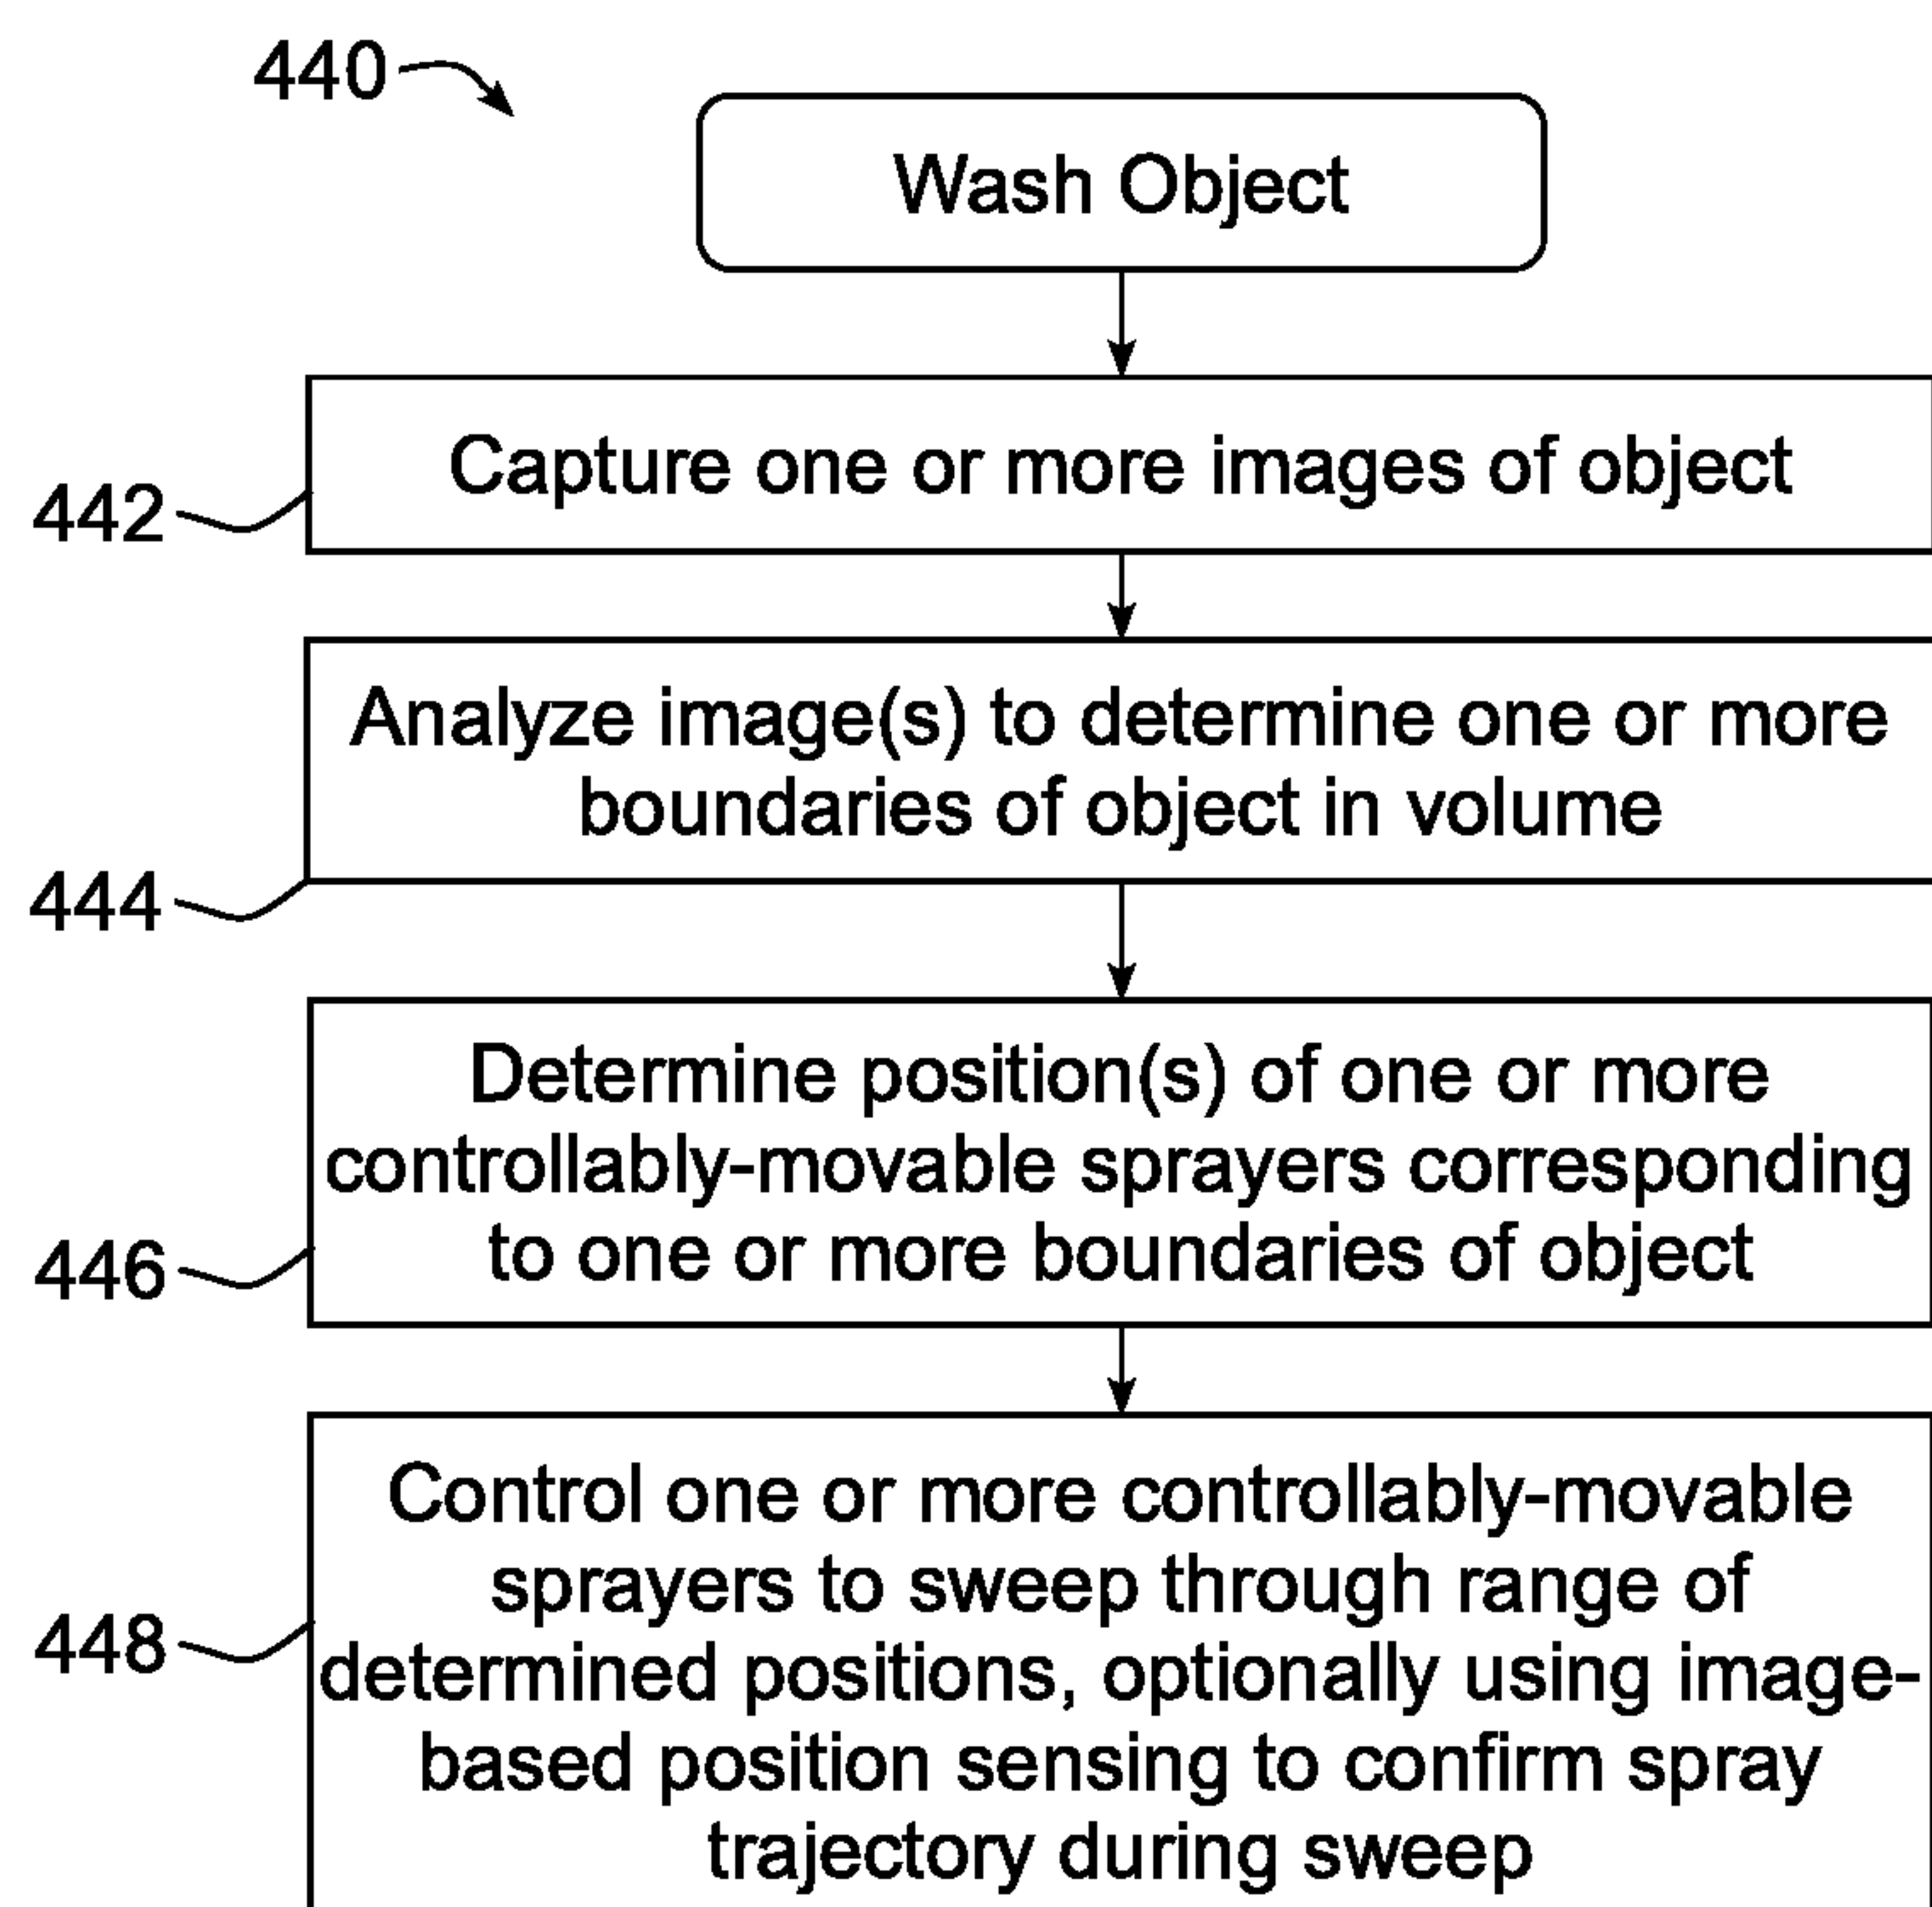 440
Wash Object
Capture one or more images of object
442
Analyze image(s) to determine one or more
boundaries of object in volume
444
Determine position(s) of one or more
controllably-movable sprayers corresponding
to one or more boundaries of object
446
Control one or more controllably-movable
sprayers to sweep through range of
determined positions, optionally using image-
based position sensing to confirm spray
trajectory during sweep
448